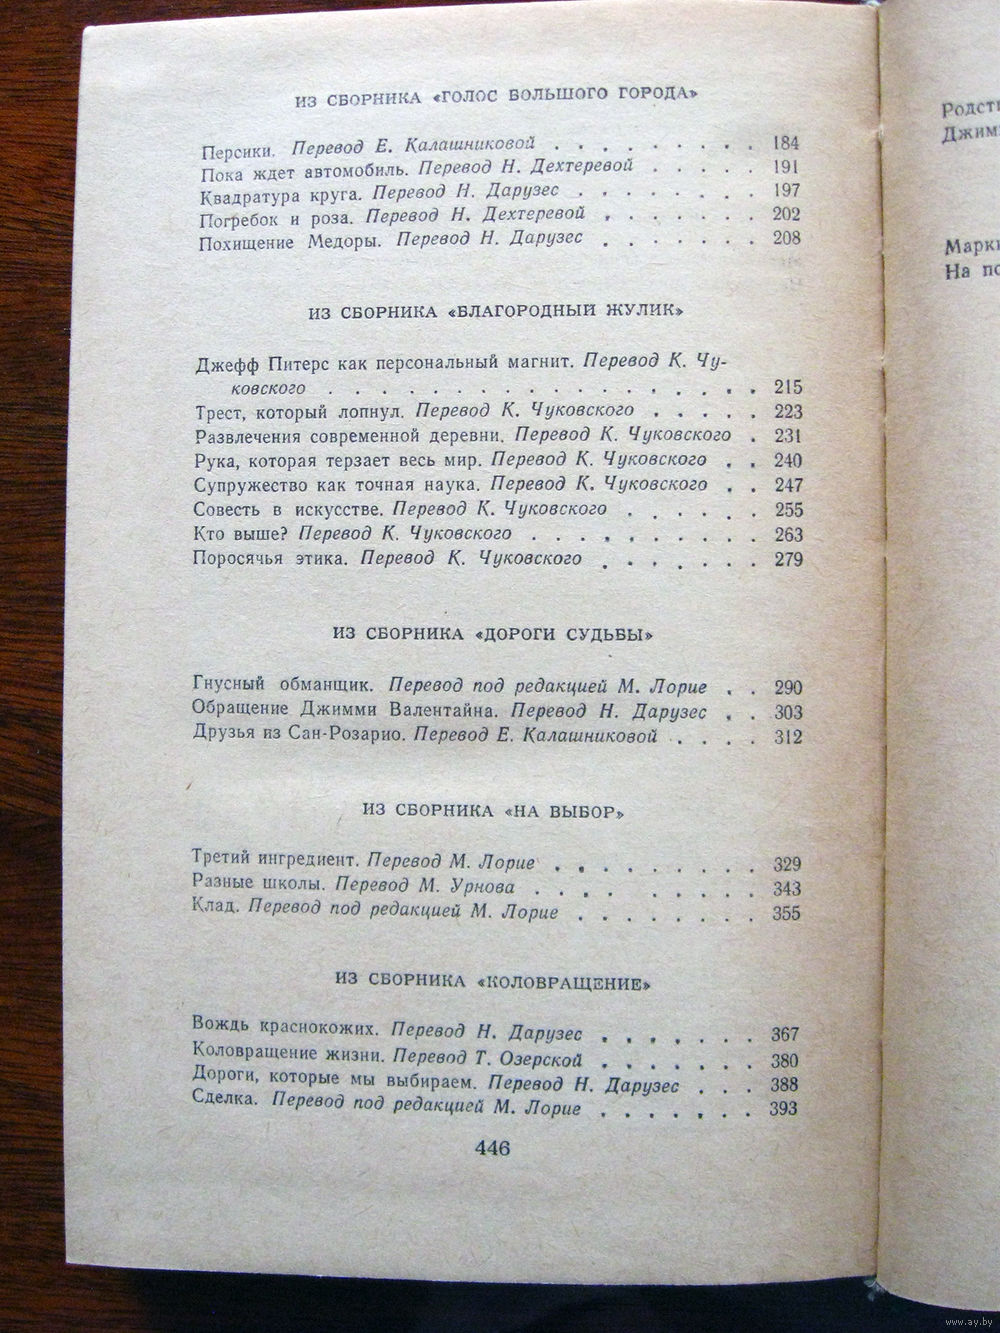 ИЗ СБОРНИКА «ГОЛОС БОЛЬШОГО ГОРОДА»
Персики. Перевод Е. Калашниковой . . . . . . . . . 184
Пока ждет автомобиль. Перевод Н. Дехтеревой . . . . . 191
Квадратура круга. Перевод Н. Дарузес . . . . . . . 197
Погребок и роза. Перевод Н. Дехтеревой . . . . . . . 202
Похищение Медоры. Перевод Н. Дарузес . . . . . . . 208
ИЗ СБОРНИКА «БЛАГОРОДНЫЙ ЖУЛИК»
Джефф Питерс как персональный магнит. Перевод К. Чу-
ковского . . . . . . . . . . . . . . . . . 215
Трест, который лопнул. Перевод К. Чуковского . . . . . 223
Развлечения современной деревни. Перевод К. Чуковского . 231
Рука, которая терзает весь мир. Перевод К. Чуковского . . 240
Супружество как точная наука. Перевод К. Чуковского . . 247
Совесть в искусстве. Перевод К. Чуковского . . . . . . 255
Кто выше? Перевод К. Чуковского . . . . . . . . . 263
Поросячья этика. Перевод К. Чуковского . . . . . . . 279
ИЗ СБОРНИКА «ДОРОГИ СУДЬБЫ»
Гнусный обманщик. Перевод под редакцией М. Лорие . . 290
Обращение Джимми Валентайна. Перевод Н. Дарузес . . 303
Друзья из Сан-Розарио. Перевод Е. Калашниковой . . . . 312
ИЗ СБОРНИКА «НА ВЫБОР»
Третий ингредиент. Перевод М. Лорие . . . . . . . . 329
Разные школы. Перевод М. Урнова . . . . . . . . . 343
Клад. Перевод под редакцией М. Лорие . . . . . . . . 355
ИЗ СБОРНИКА «КОЛОВРАЩЕНИЕ»
Вождь краснокожих. Перевод Н. Дарузес . . . . . . . 367
Коловращение жизни. Перевод Т. Озерской . . . . . . . 380
Дороги, которые мы выбираем. Перевод Н. Дарузес . . . 388
Сделка. Перевод под редакцией М. Лорие . . . . . . . 393
446
Джим
На
www.ay.by